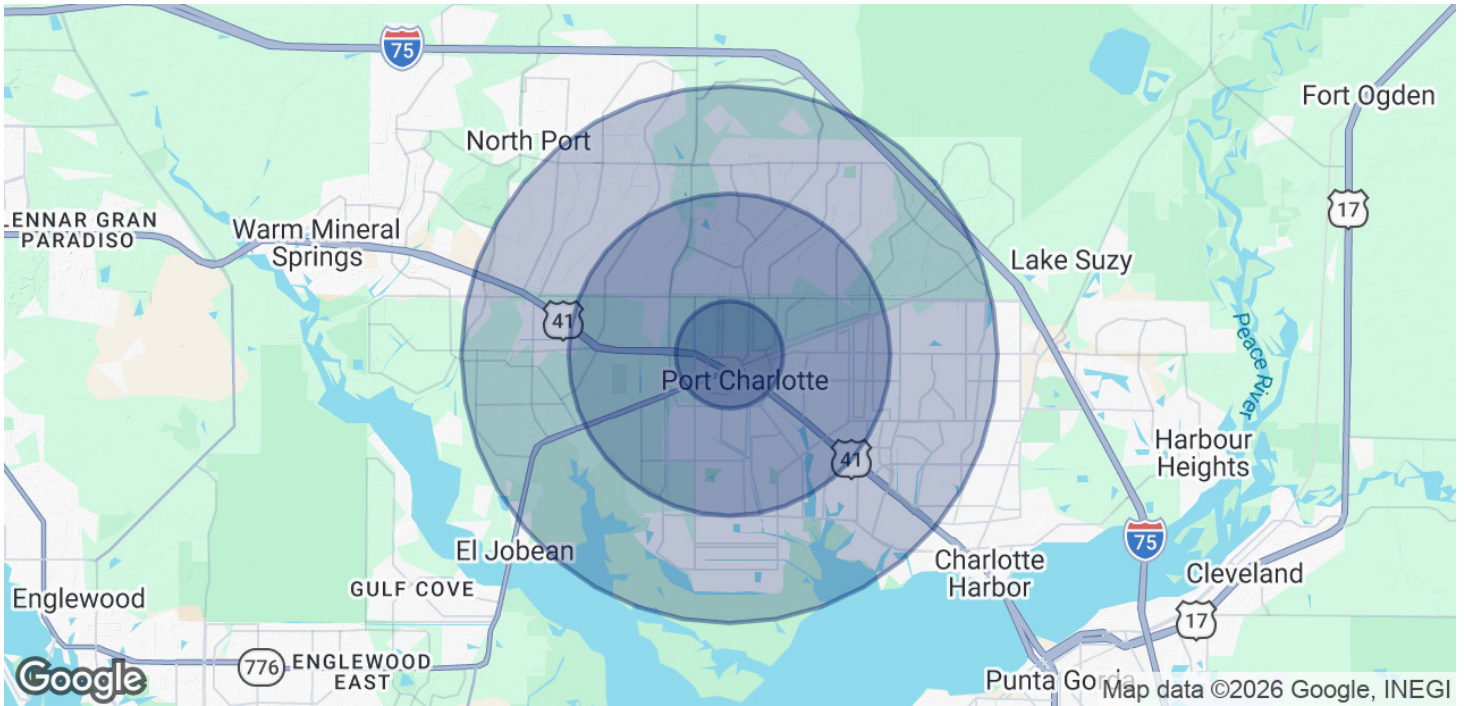 75
Fort Ogden
North Port
17
LENNAR GRAN
PARADISO
Warm Mineral
Springs
Lake Suzy
41
Peace River
Port Charlotte
41
Harbour
Heights
75
El Jobean
Charlotte
Harbor
Cleveland
GULF COVE
Englewood
17
776
ENGLEWOOD
EAST
Google
Punta Gorda
Map data ©2026 Google, INEGI